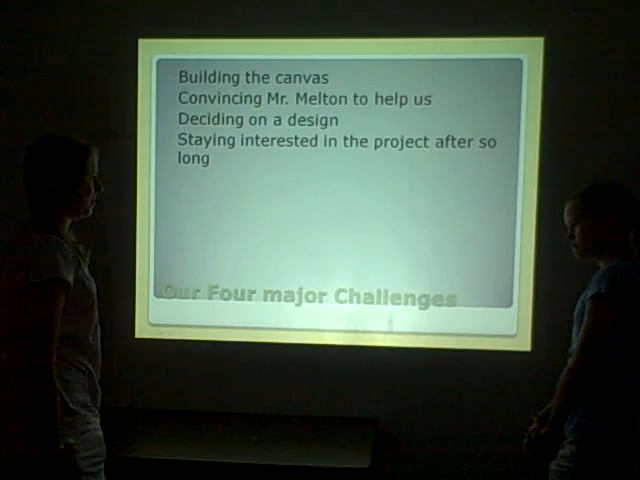 Building the canvas
Convincing Mr. Melton to help us
Deciding on a design
Staying interested in the project after so
long
Our Four major Challenges